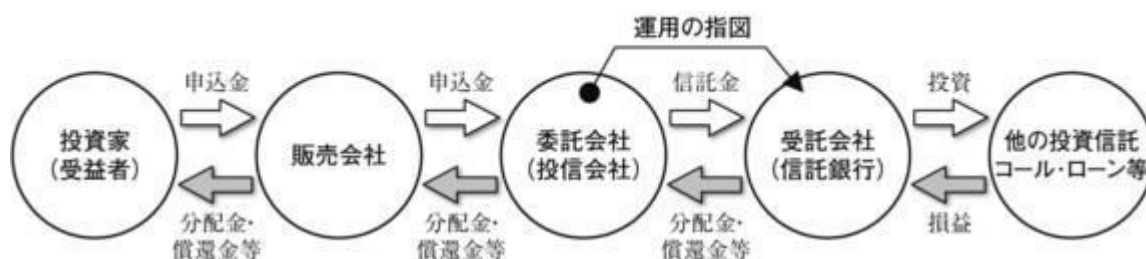 運用の指図
申込金
申込金
信託金
投資
投資家
(受益者)
販売会社
委託会社
(投信会社)
受託会社
(信託銀行)
他の投資信託
コール・ローン等
分配金・
償還金等
分配金・
償還金等
分配金・
償還金等
損益